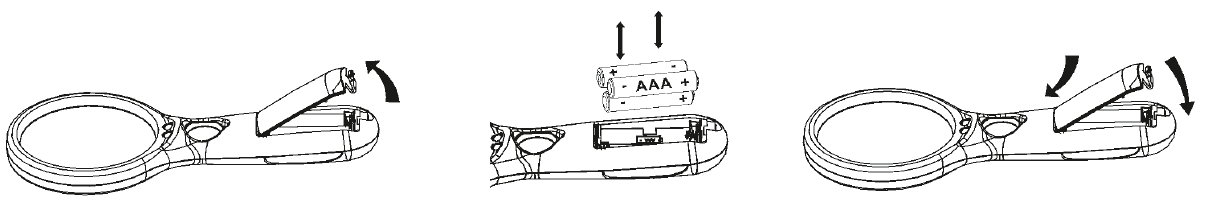 + -
- AAA +
- +